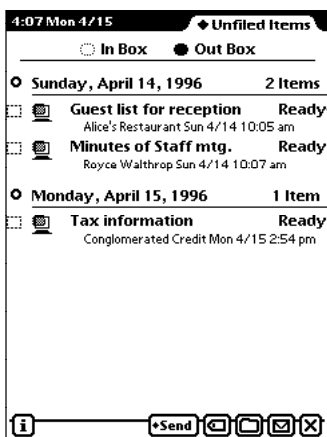 4:07 Mon 4/15 ◆Unfiled Items
In Box Out Box
Sunday, April 14, 1996 2 Items
Guest list for reception Ready
Alice's Restaurant Sun 4/14 10:05 am
Minutes of Staff mtg. Ready
Royce Walthrop Sun 4/14 10:07 am
Monday, April 15, 1996 1 Item
Tax information Ready
Conglomerated Credit Mon 4/15 2:54 pm
i ◆Send X